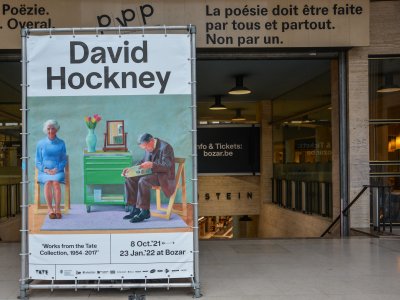 Poëzie.
. Overal.
La poésie doit être faite
par tous et partout.
Non par un.
David
Hockney
'Works from the Tate
Collection, 1954 -2017'
8 Oct.'21
23 Jan.'22 at Bozar
TATE
Info & Tickets:
bozar.be